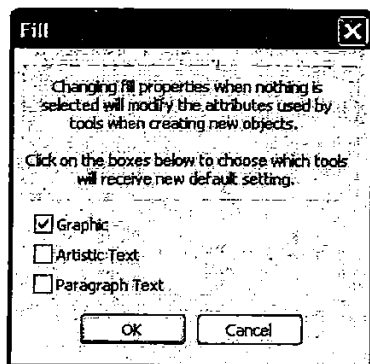 Fill
Changing fill properties when nothing is
selected will modify the attributes used by
tools when creating new objects.
Click on the boxes below to choose which tools
will receive new default setting.
Graphic
Artistic Text
Paragraph Text
OK
Cancel